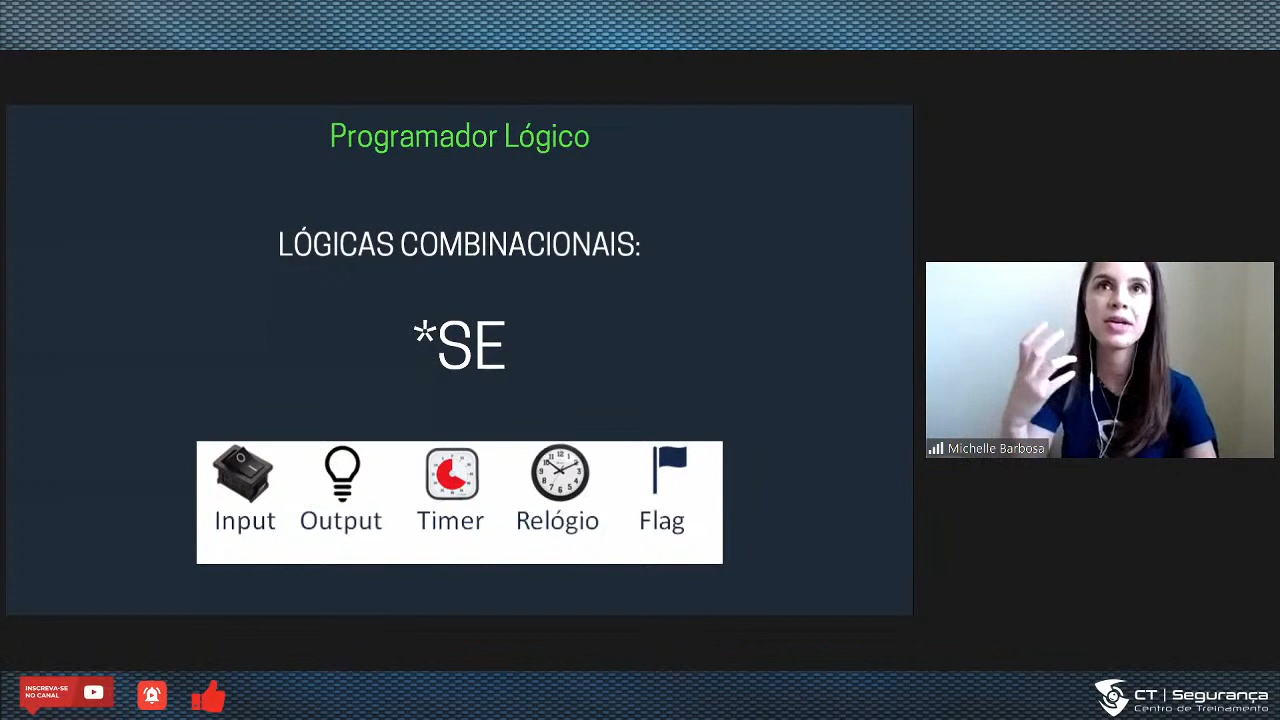 Programador Lógico
LÓGICAS COMBINACIONAIS:
*SE
Input Output Timer Relógio Flag
Michelle Barbosa
INSCREVA-SE
NO CANAL
CT | Segurança
Centro de Treinamento